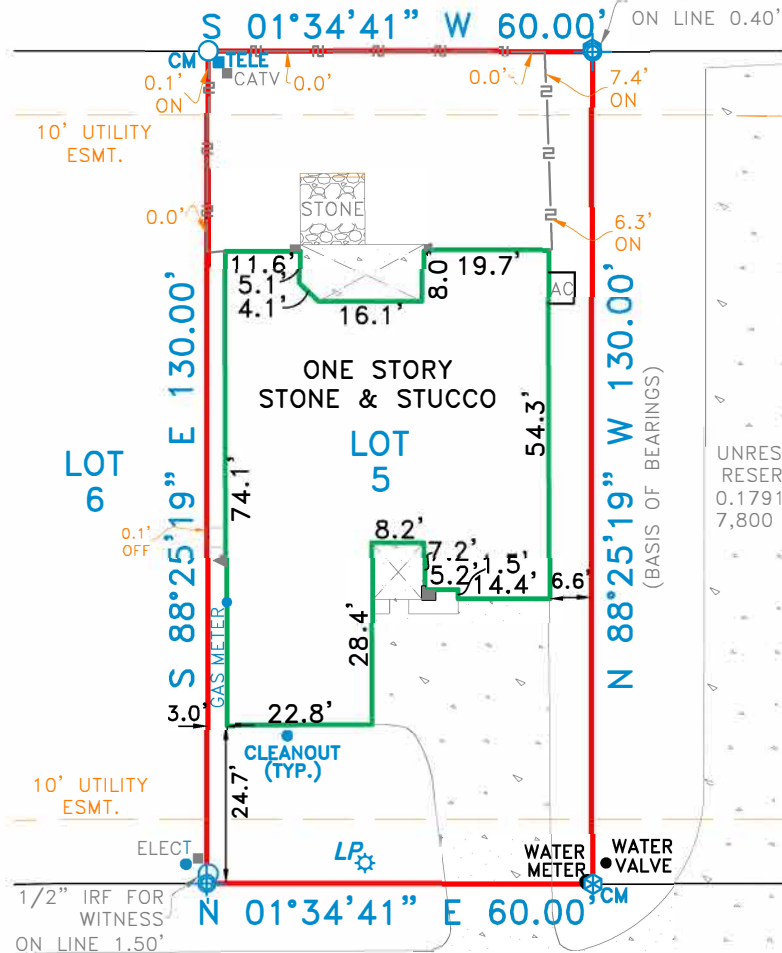 S 01°34'41" W 60.00'
ON LINE 0.40'
CM
TELE
CATV
0.1'
ON
0.0'
0.0'
7.4'
ON
10' UTILITY
ESMT.
STONE
0.0'
6.3'
ON
11.6'
5.1'
4.1'
16.1'
8.0'
19.7'
AC
S 88°25'19" E 130.00'
ONE STORY
STONE & STUCCO
LOT
5
LOT
6
74.1'
54.3'
N 88°25'19" W 130.00'
(BASIS OF BEARINGS)
UNRES
RESER
0.1791
7,800
0.1'
OFF
8.2'
7.2'
5.2'
1.5'
14.4'
6.6'
GAS METER
28.4'
3.0'
22.8'
CLEANOUT
(TYP.)
24.7'
10' UTILITY
ESMT.
ELECT
LP
WATER
METER
WATER
VALVE
1/2" IRF FOR
WITNESS
ON LINE 1.50'
N 01°34'41" E 60.00'
CM